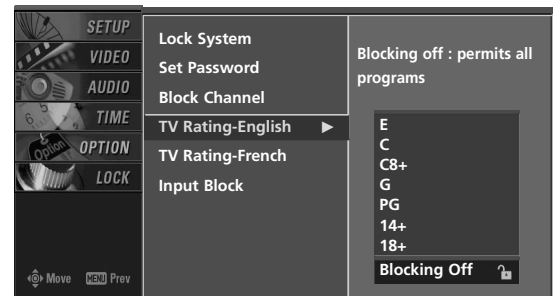 SETUP
VIDEO
AUDIO
TIME
OPTION
LOCK
Move MENU Prev
Lock System
Set Password
Block Channel
TV Rating-English ►
TV Rating-French
Input Block
Blocking off : permits all
programs
E
C
C8+
G
PG
14+
18+
Blocking Off